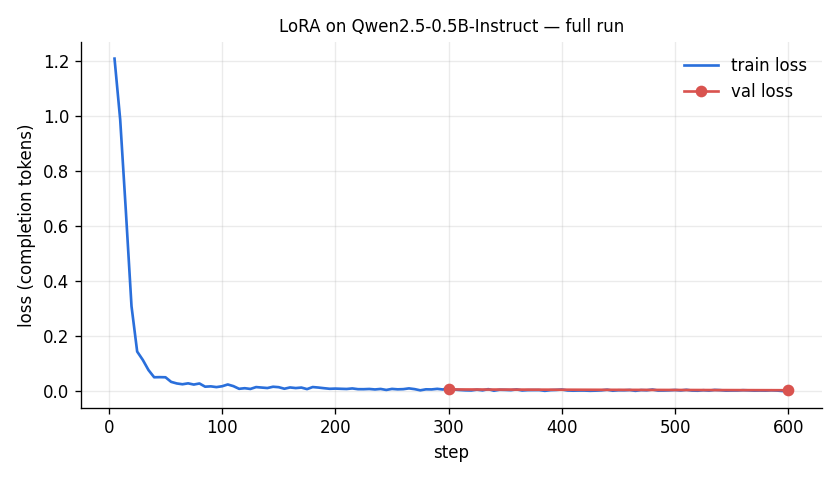 LoRA on Qwen2.5-0.5B-Instruct — full run
train loss
val loss
1.2
1.0
0.8
0.6
0.4
0.2
0.0
loss (completion tokens)
0 100 200 300 400 500 600
step